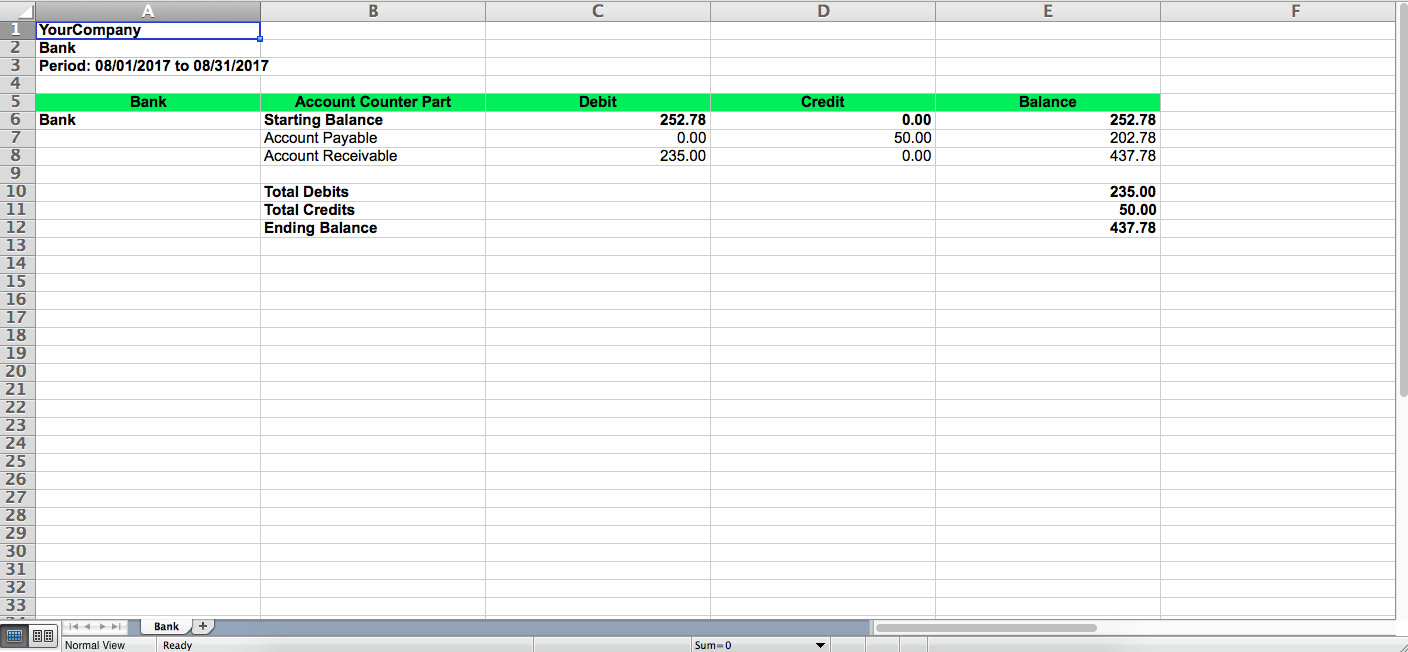 A B C D E F
1 YourCompany
2 Bank
3 Period: 08/01/2017 to 08/31/2017
4
5 Bank Account Counter Part Debit Credit Balance
6 Bank Starting Balance 252.78 0.00 252.78
7 Account Payable 0.00 50.00 202.78
8 Account Receivable 235.00 0.00 437.78
9
10 Total Debits 235.00
11 Total Credits 50.00
12 Ending Balance 437.78
13
14
15
16
17
18
19
20
21
22
23
24
25
26
27
28
29
30
31
32
33
Bank +
Normal View Ready Sum=0